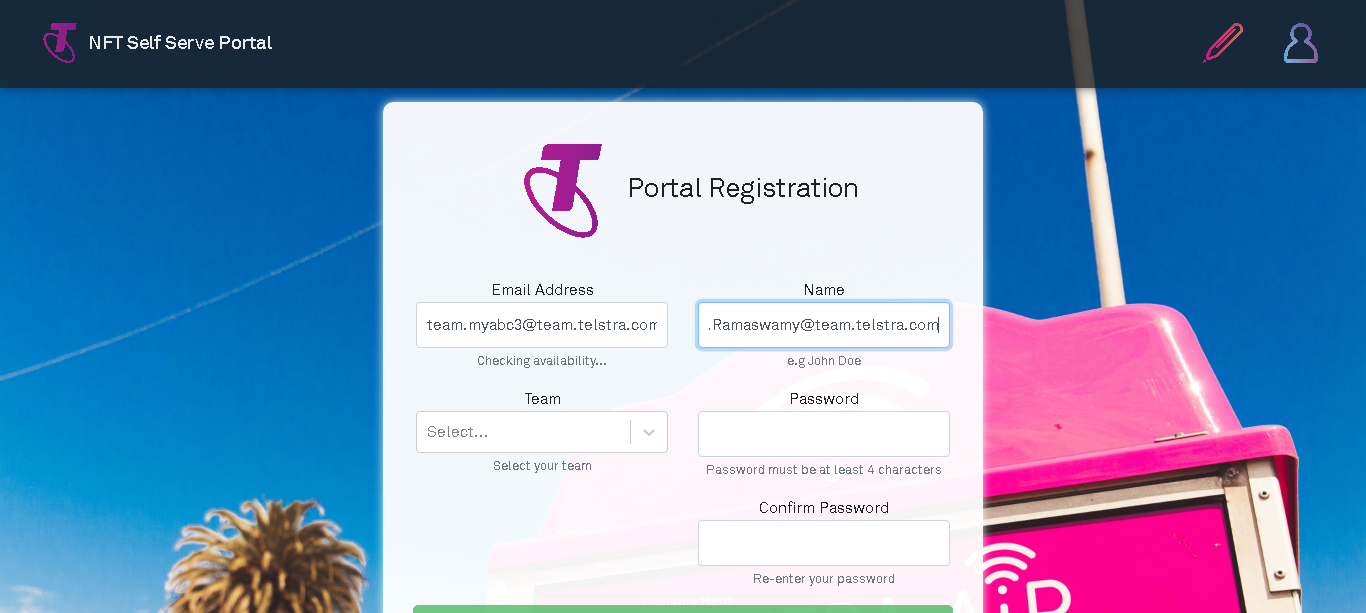 NFT Self Serve Portal
Portal Registration
Email Address
Name
team.myabc3@team.telstra.com
.Ramaswamy@team.telstra.com
Checking availability...
e.g John Doe
Team
Password
Select...
Select your team
Password must be at least 4 characters
Confirm Password
Re-enter your password